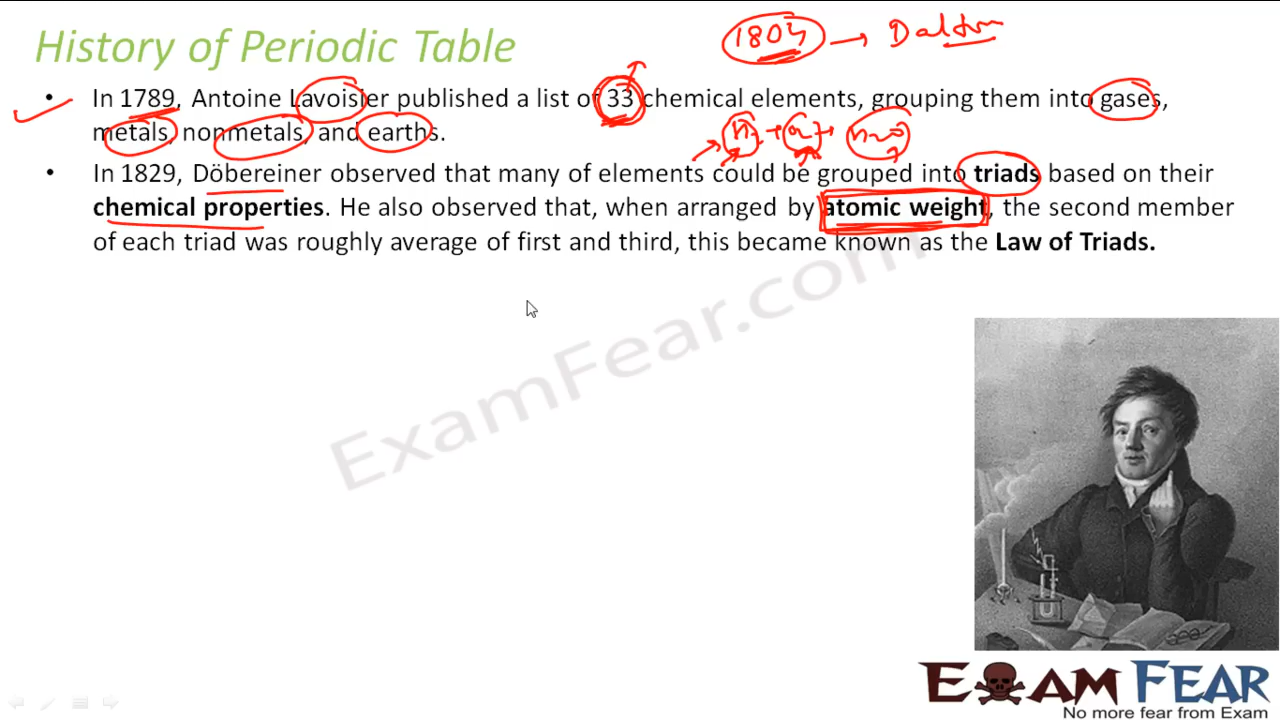 History of Periodic Table
1803 → Dalton
• In 1789, Antoine Lavoisier published a list of 33 chemical elements, grouping them into gases,
metals, nonmetals, and earths.
• In 1829, Döbereiner observed that many of elements could be grouped into triads based on their
chemical properties. He also observed that, when arranged by atomic weight, the second member
of each triad was roughly average of first and third, this became known as the Law of Triads.
ExamFear.com
EXAM FEAR
No more fear from Exam